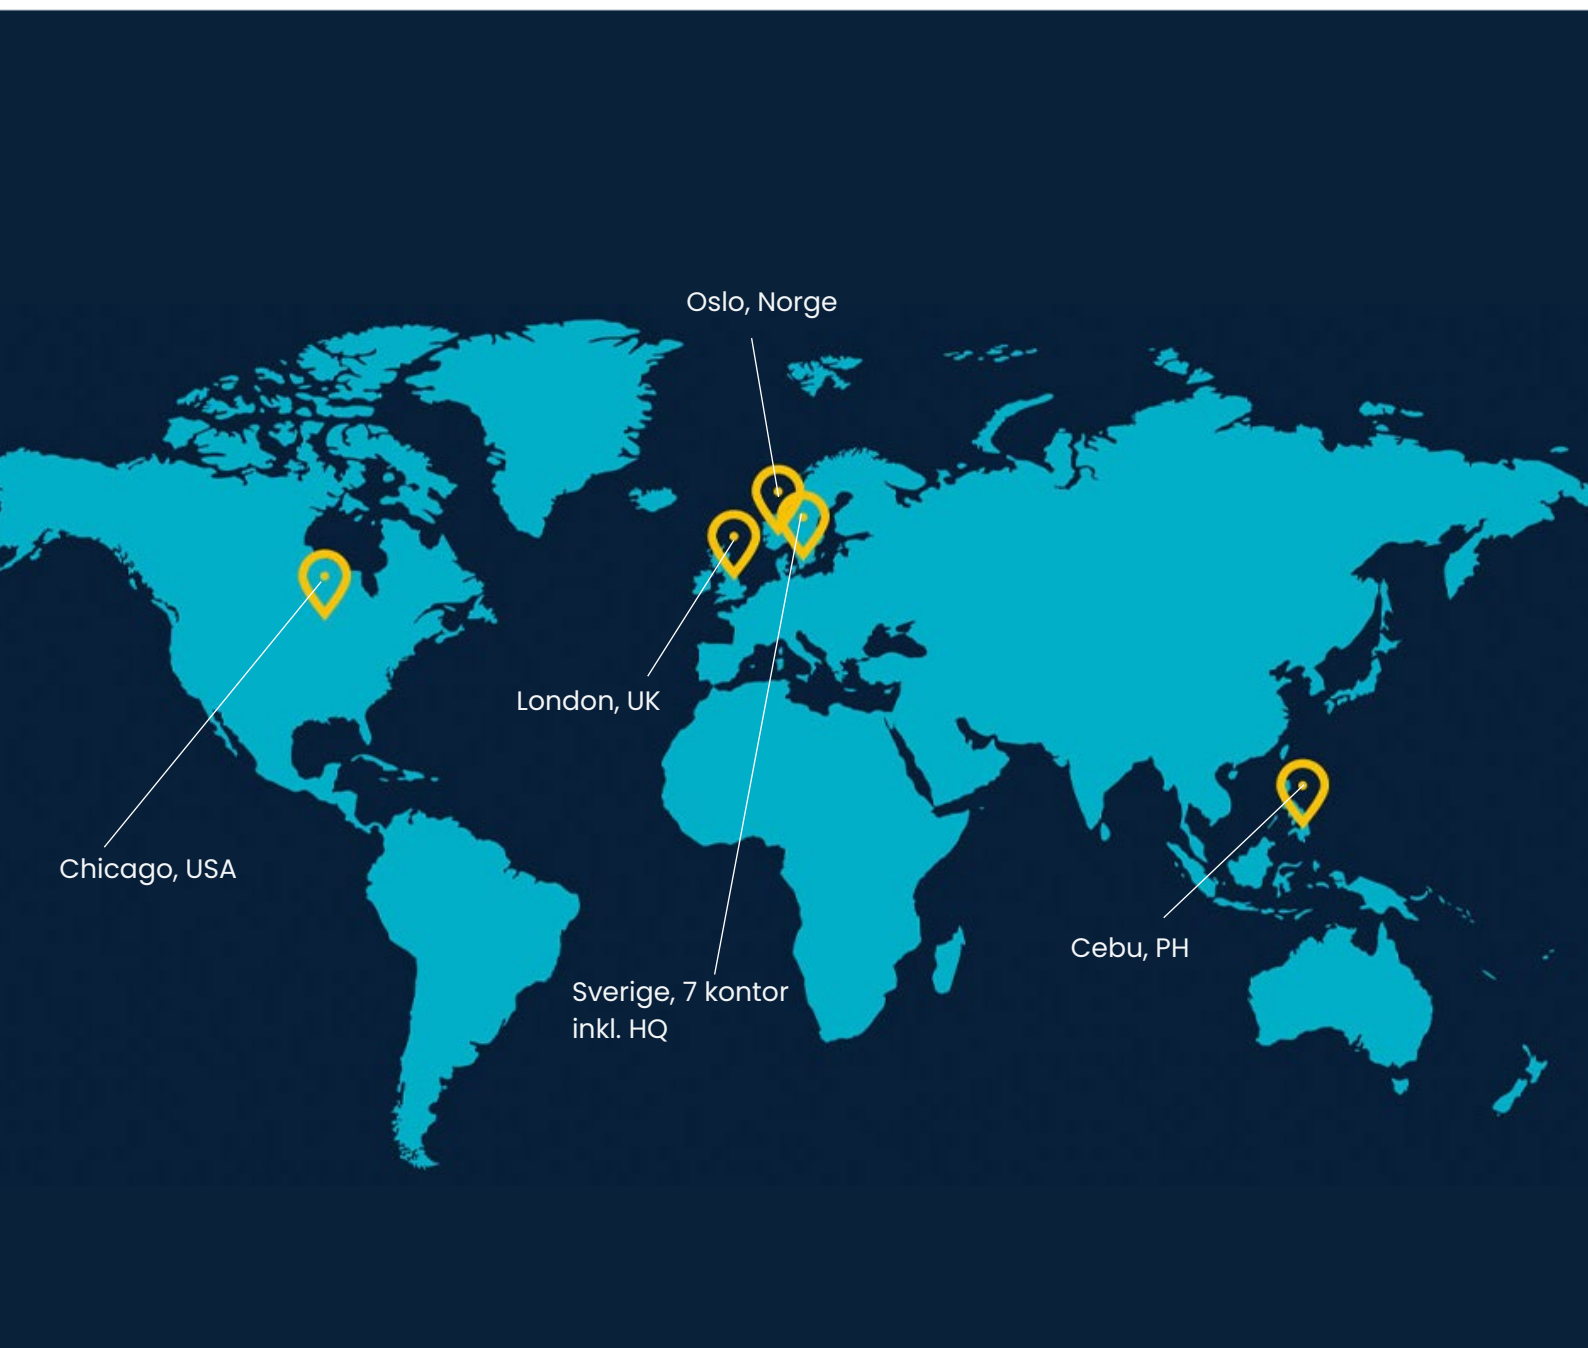 Oslo, Norge
London, UK
Chicago, USA
Cebu, PH
Sverige, 7 kontor
inkl. HQ